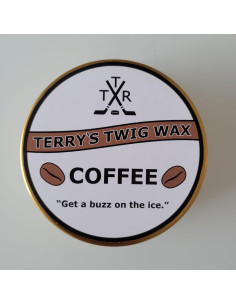 T
T R
TERRY'S TWIG WAX
COFFEE
"Get a buzz on the ice."